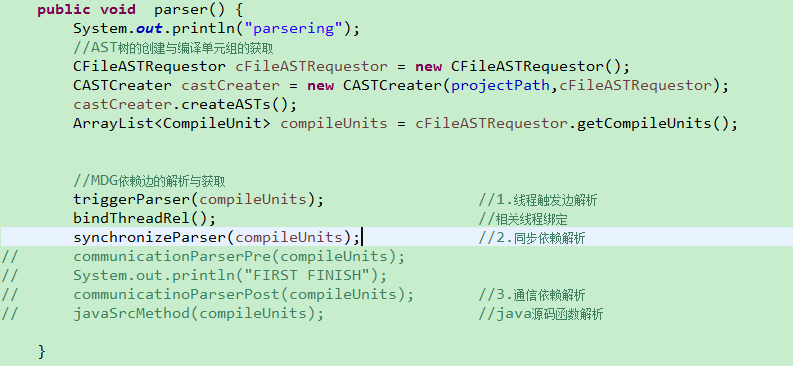 public void  parser() {
System.out.println("parsering");
//AST树的创建与编译单元组的获取
CFileASTRequestor cFileASTRequestor = new CFileASTRequestor();
CASTCreater castCreater = new CASTCreater(projectPath,cFileASTRequestor);
castCreater.createASTs();
ArrayList<CompileUnit> compileUnits = cFileASTRequestor.getCompileUnits();
//MDG依赖边的解析与获取
triggerParser(compileUnits); //1.线程触发边解析
bindThreadRel(); //相关线程绑定
synchronizeParser(compileUnits); //2.同步依赖解析
// communicationParserPre(compileUnits);
// System.out.println("FIRST FINISH");
// communicatinoParserPost(compileUnits); //3.通信依赖解析
// javaSrcMethod(compileUnits); //java源码函数解析
}